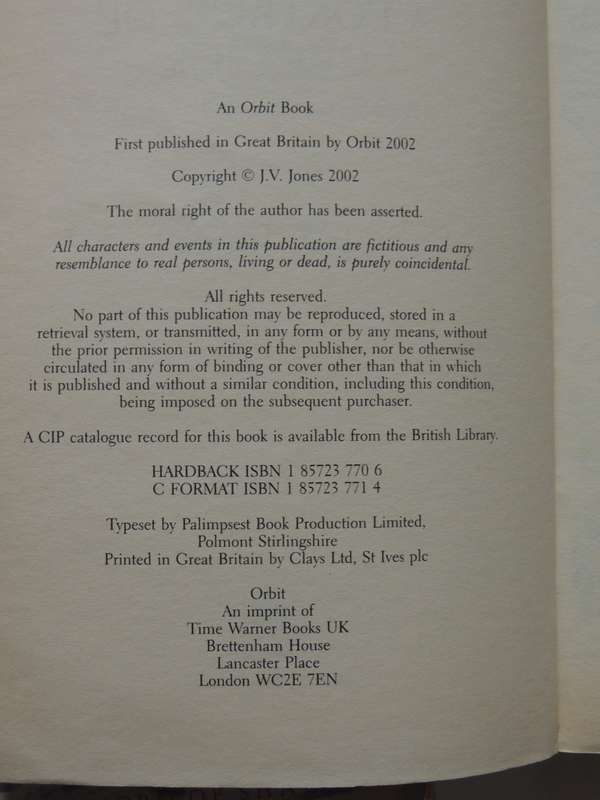 An Orbit Book
First published in Great Britain by Orbit 2002
Copyright © J.V. Jones 2002
The moral right of the author has been asserted.
All characters and events in this publication are fictitious and any
resemblance to real persons, living or dead, is purely coincidental.
All rights reserved.
No part of this publication may be reproduced, stored in a
retrieval system, or transmitted, in any form or by any means, without
the prior permission in writing of the publisher, nor be otherwise
circulated in any form of binding or cover other than that in which
it is published and without a similar condition, including this condition,
being imposed on the subsequent purchaser.
A CIP catalogue record for this book is available from the British Library.
HARDBACK ISBN 1 85723 770 6
C FORMAT ISBN 1 85723 771 4
Typeset by Palimpsest Book Production Limited,
Polmont Stirlingshire
Printed in Great Britain by Clays Ltd, St Ives plc
Orbit
An imprint of
Time Warner Books UK
Brettenham House
Lancaster Place
London WC2E 7EN